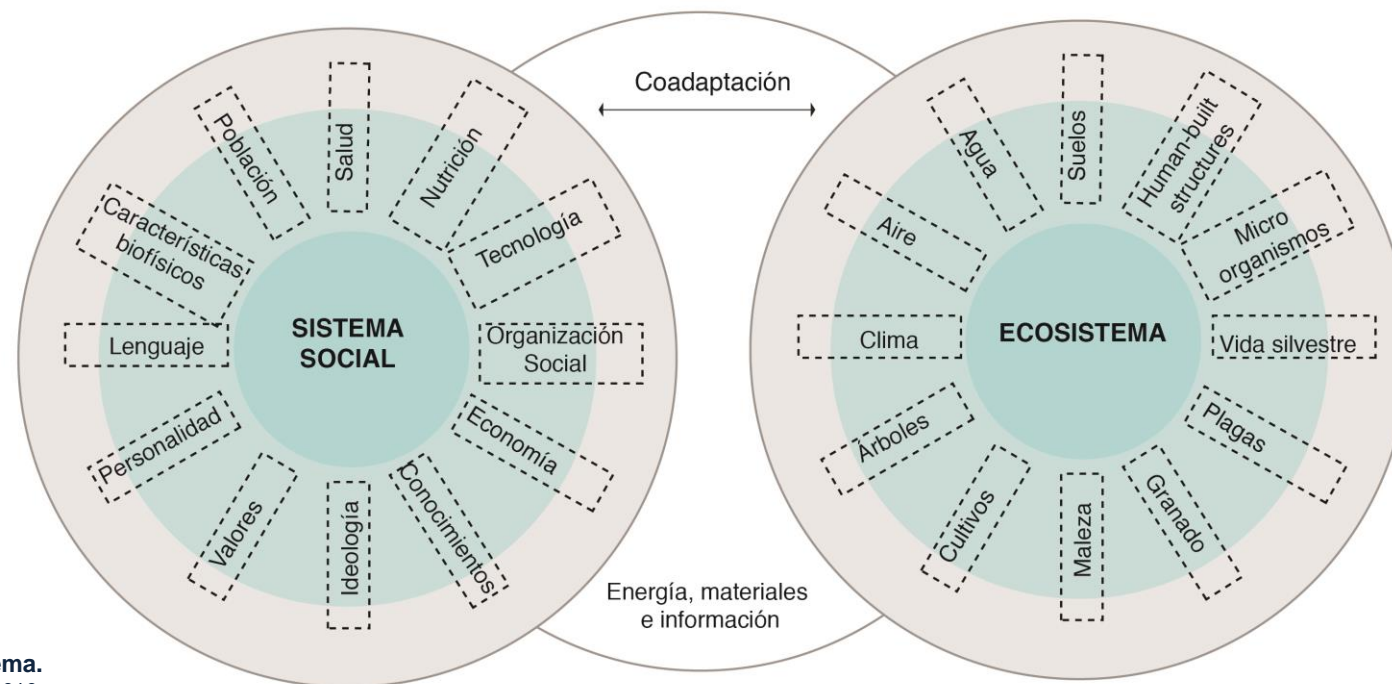 Coadaptación
Salud
Nutrición
Tecnología
Organización
Social
Economía
Conocimientos
Ideología
Valores
Personalidad
Lenguaje
Características
biofísicos
Población
SISTEMA
SOCIAL
Suelos
Human-built
structures
Micro
organismos
Vida silvestre
Plagas
Granado
Maleza
Cultivos
Árboles
Clima
Aire
Agua
ECOSISTEMA
Energía, materiales
e información
ema.